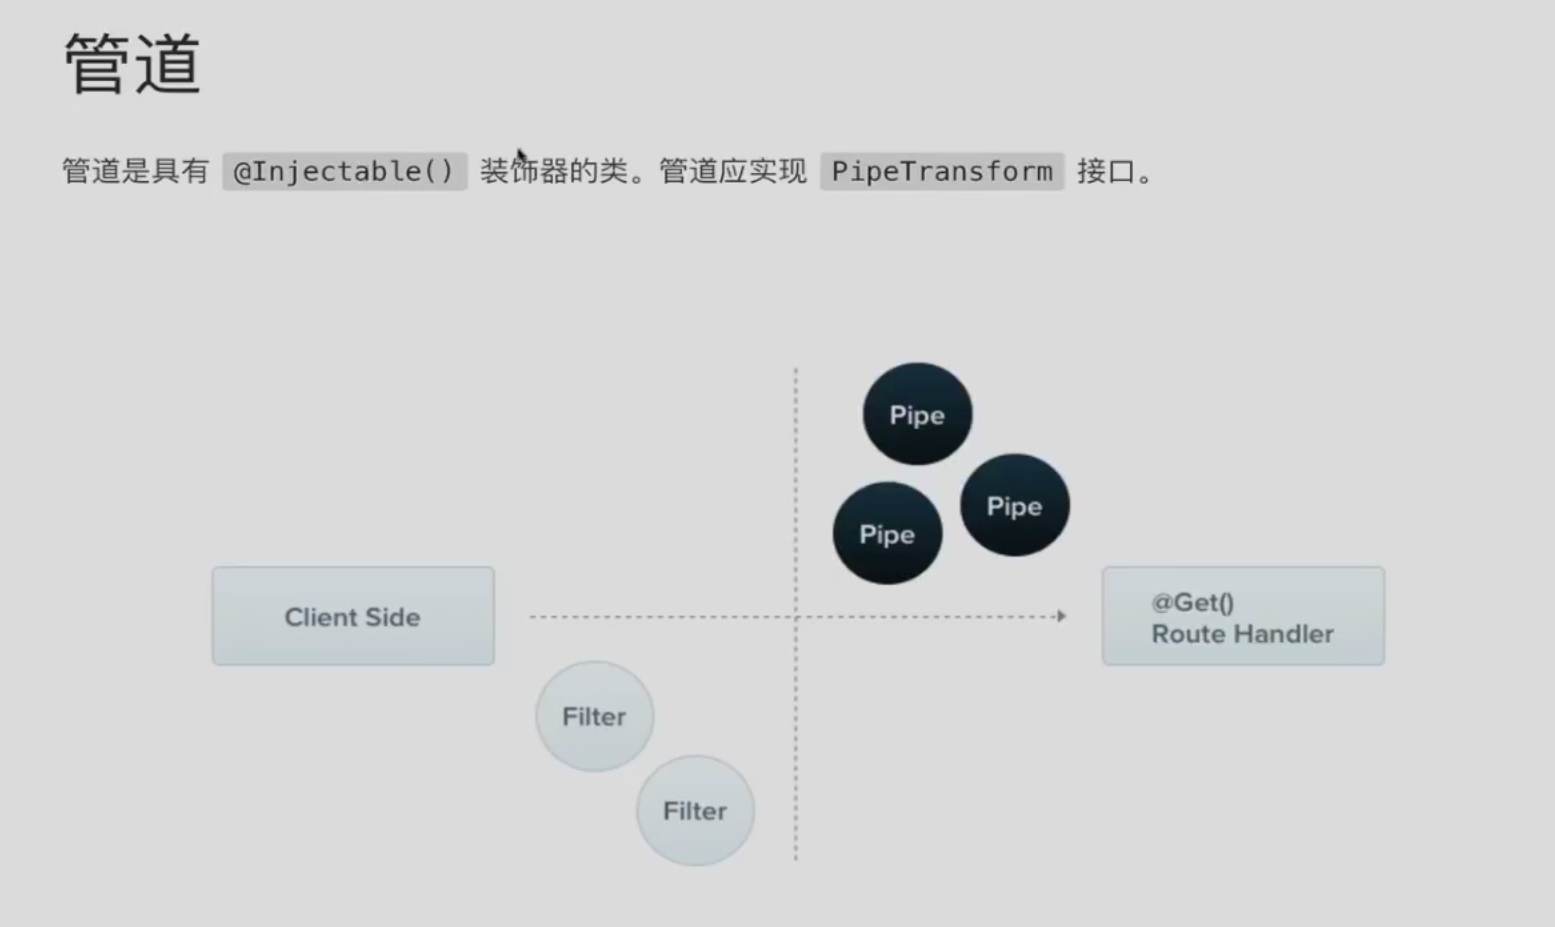 管道
管道是具有 @Injectable() 装饰器的类。管道应实现 PipeTransform 接口。
Pipe
Pipe
Pipe
Client Side
@Get()
Route Handler
Filter
Filter